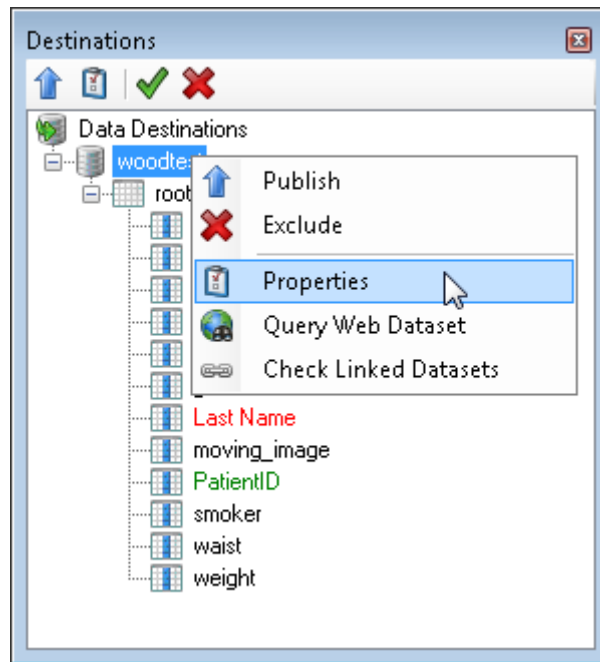 Destinations
Data Destinations
Publish
root
Exclude
Properties
Query Web Dataset
Check Linked Datasets
Last Name
moving_image
PatientID
smoker
waist
weight